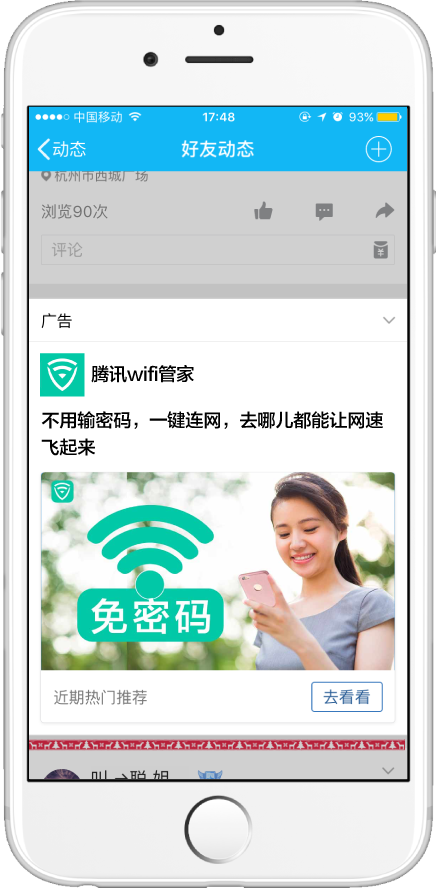 中国移动 17:48 93%
动态 好友动态
杭州市西城广场
浏览90次
评论
广告
腾讯wifi管家
不用输密码，一键连网，去哪儿都能让网速
飞起来
免密码
近期热门推荐 去看看